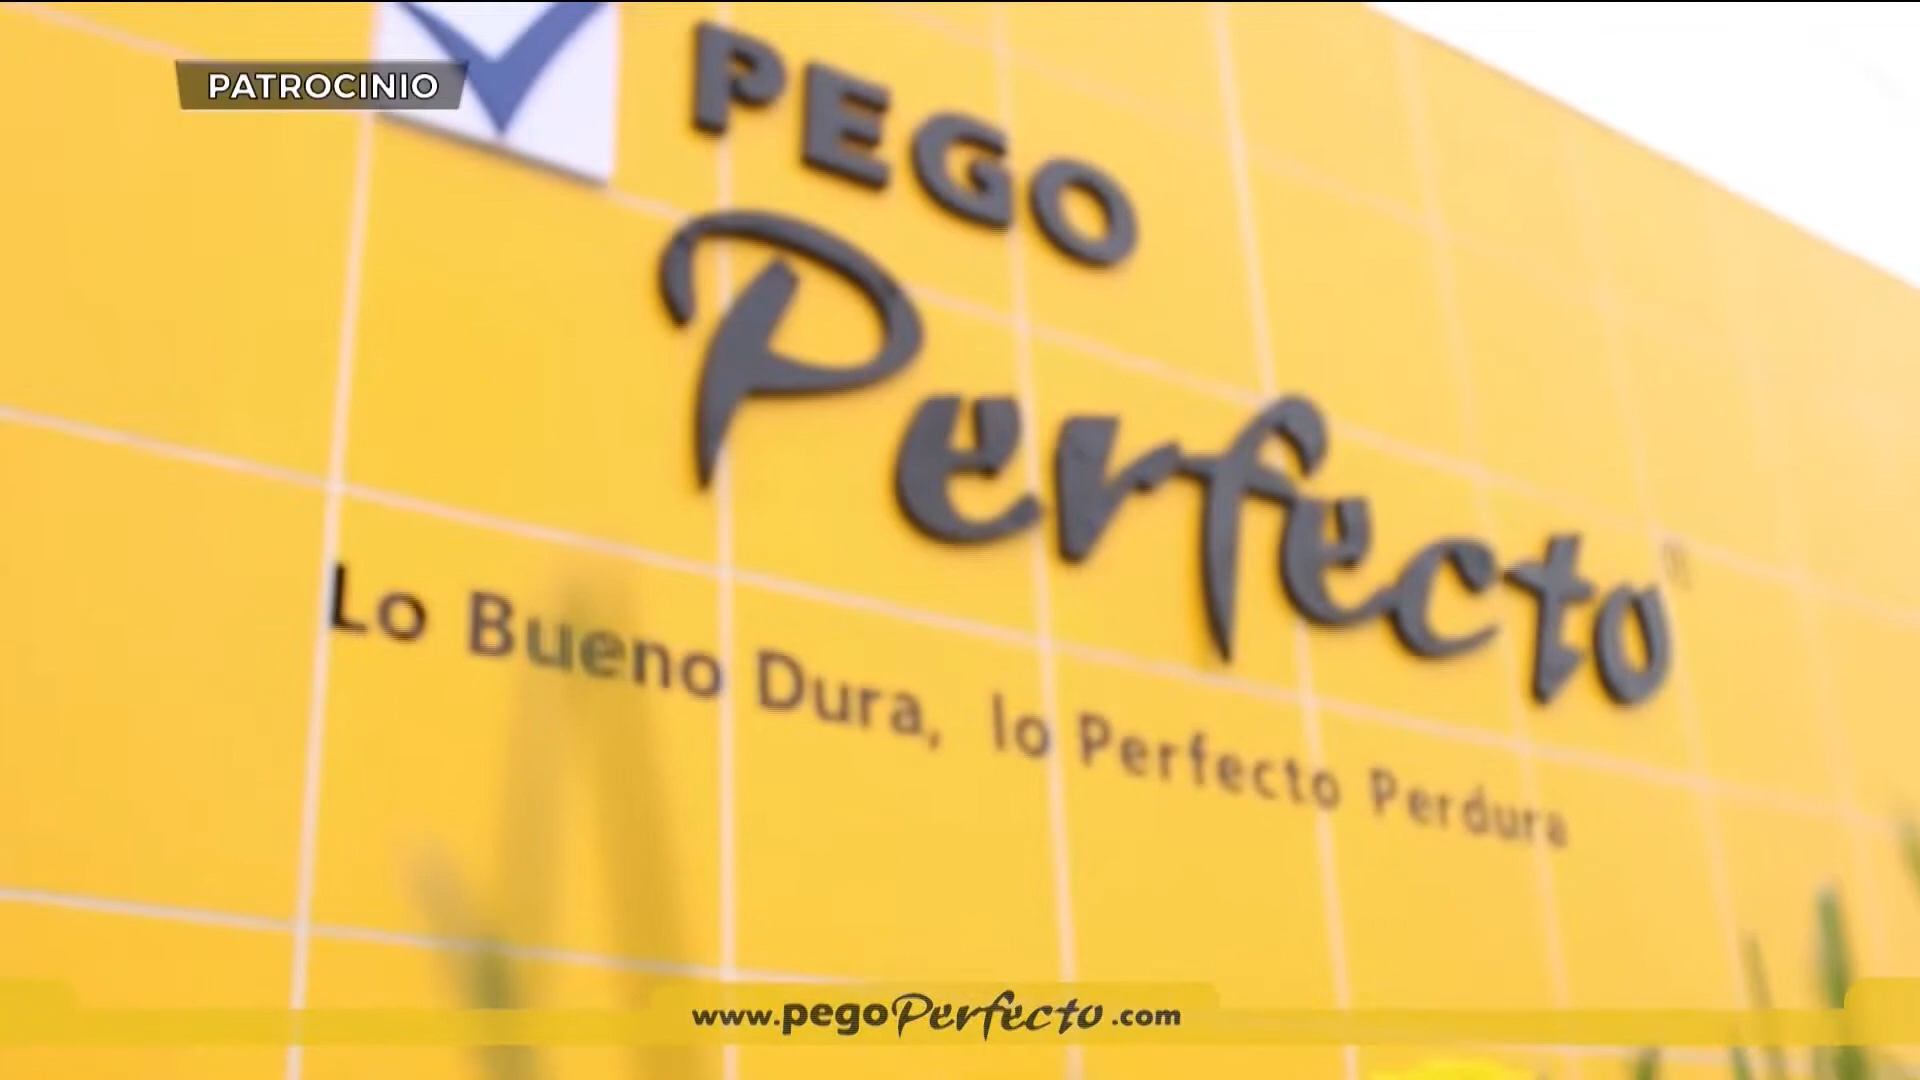 PATROCINIO
PEGO
Perfecto
Lo Bueno Dura, lo Perfecto Perdura
www.pegoPerfecto.com